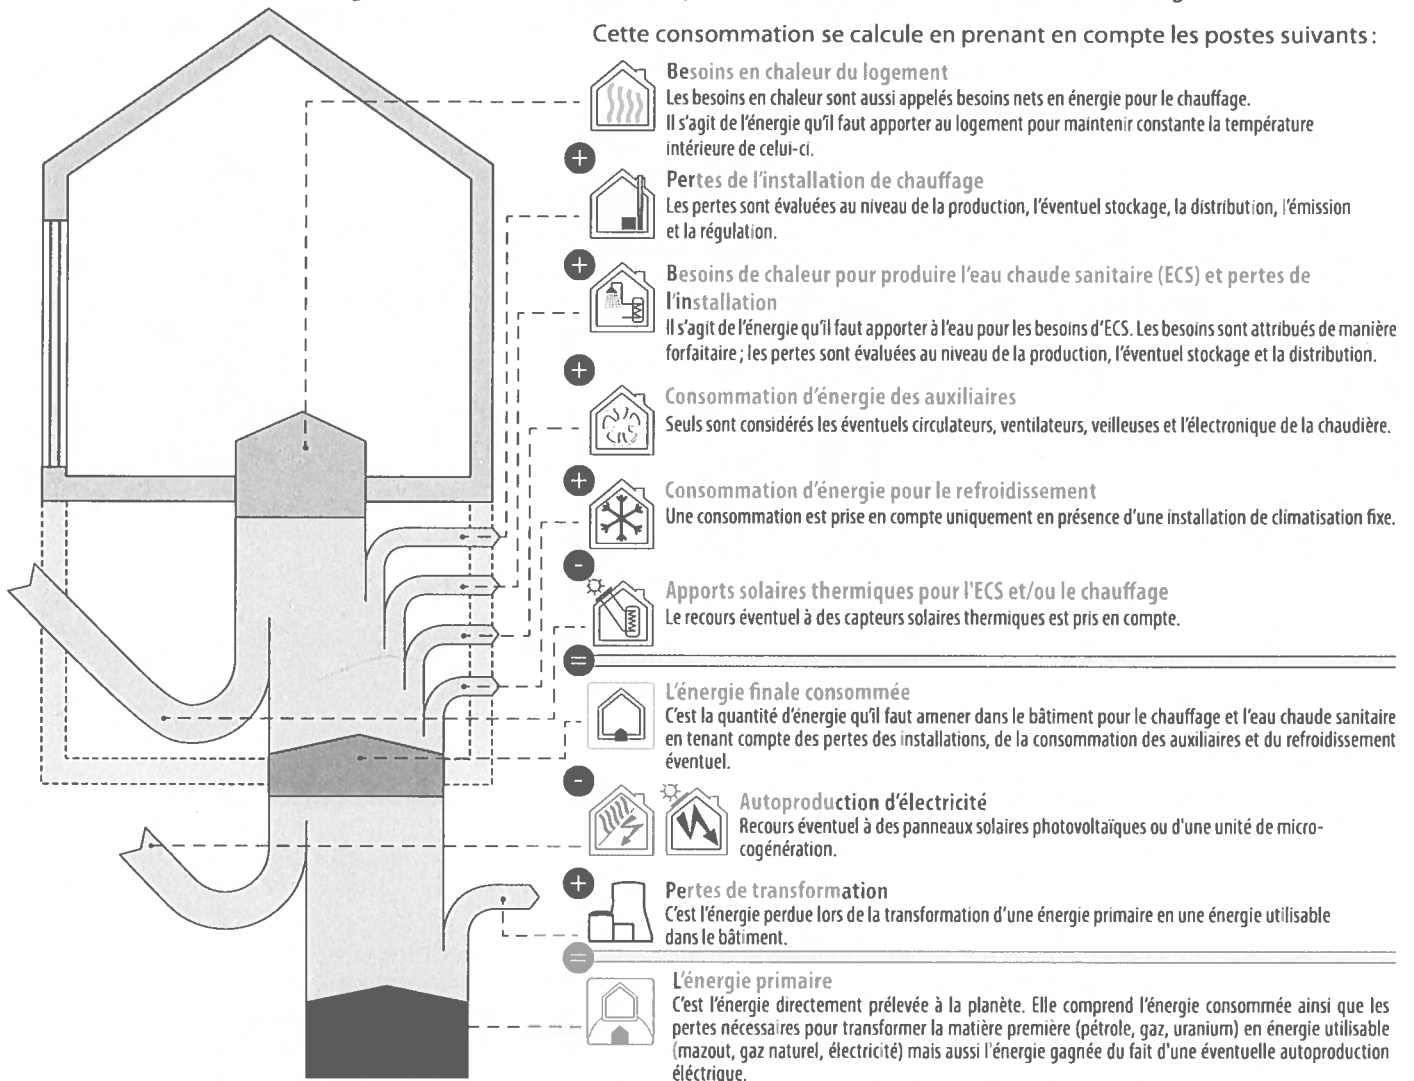 Cette consommation se calcule en prenant en compte les postes suivants :
Besoins en chaleur du logement
Les besoins en chaleur sont aussi appelés besoins nets en énergie pour le chauffage.
Il s'agit de l'énergie qu'il faut apporter au logement pour maintenir constante la température
intérieure de celui-ci.
+
Pertes de l'installation de chauffage
Les pertes sont évaluées au niveau de la production, l'éventuel stockage, la distribution, l'émission
et la régulation.
+
Besoins de chaleur pour produire l'eau chaude sanitaire (ECS) et pertes de
l'installation
Il s'agit de l'énergie qu'il faut apporter à l'eau pour les besoins d'ECS. Les besoins sont attribués de manière
forfaitaire ; les pertes sont évaluées au niveau de la production, l'éventuel stockage et la distribution.
+
Consommation d'énergie des auxiliaires
Seuls sont considérés les éventuels circulateurs, ventilateurs, veilleuses et l'électronique de la chaudière.
+
Consommation d'énergie pour le refroidissement
Une consommation est prise en compte uniquement en présence d'une installation de climatisation fixe.
-
Apports solaires thermiques pour l'ECS et/ou le chauffage
Le recours éventuel à des capteurs solaires thermiques est pris en compte.
=
L'énergie finale consommée
C'est la quantité d'énergie qu'il faut amener dans le bâtiment pour le chauffage et l'eau chaude sanitaire
en tenant compte des pertes des installations, de la consommation des auxiliaires et du refroidissement
éventuel.
-
Autoproduction d'électricité
Recours éventuel à des panneaux solaires photovoltaïques ou d'une unité de micro-
cogénération.
+
Pertes de transformation
C'est l'énergie perdue lors de la transformation d'une énergie primaire en une énergie utilisable
dans le bâtiment.
=
L'énergie primaire
C'est l'énergie directement prélevée à la planète. Elle comprend l'énergie consommée ainsi que les
pertes nécessaires pour transformer la matière première (pétrole, gaz, uranium) en énergie utilisable
(mazout, gaz naturel, électricité) mais aussi l'énergie gagnée du fait d'une éventuelle autoproduction
éléctrique.